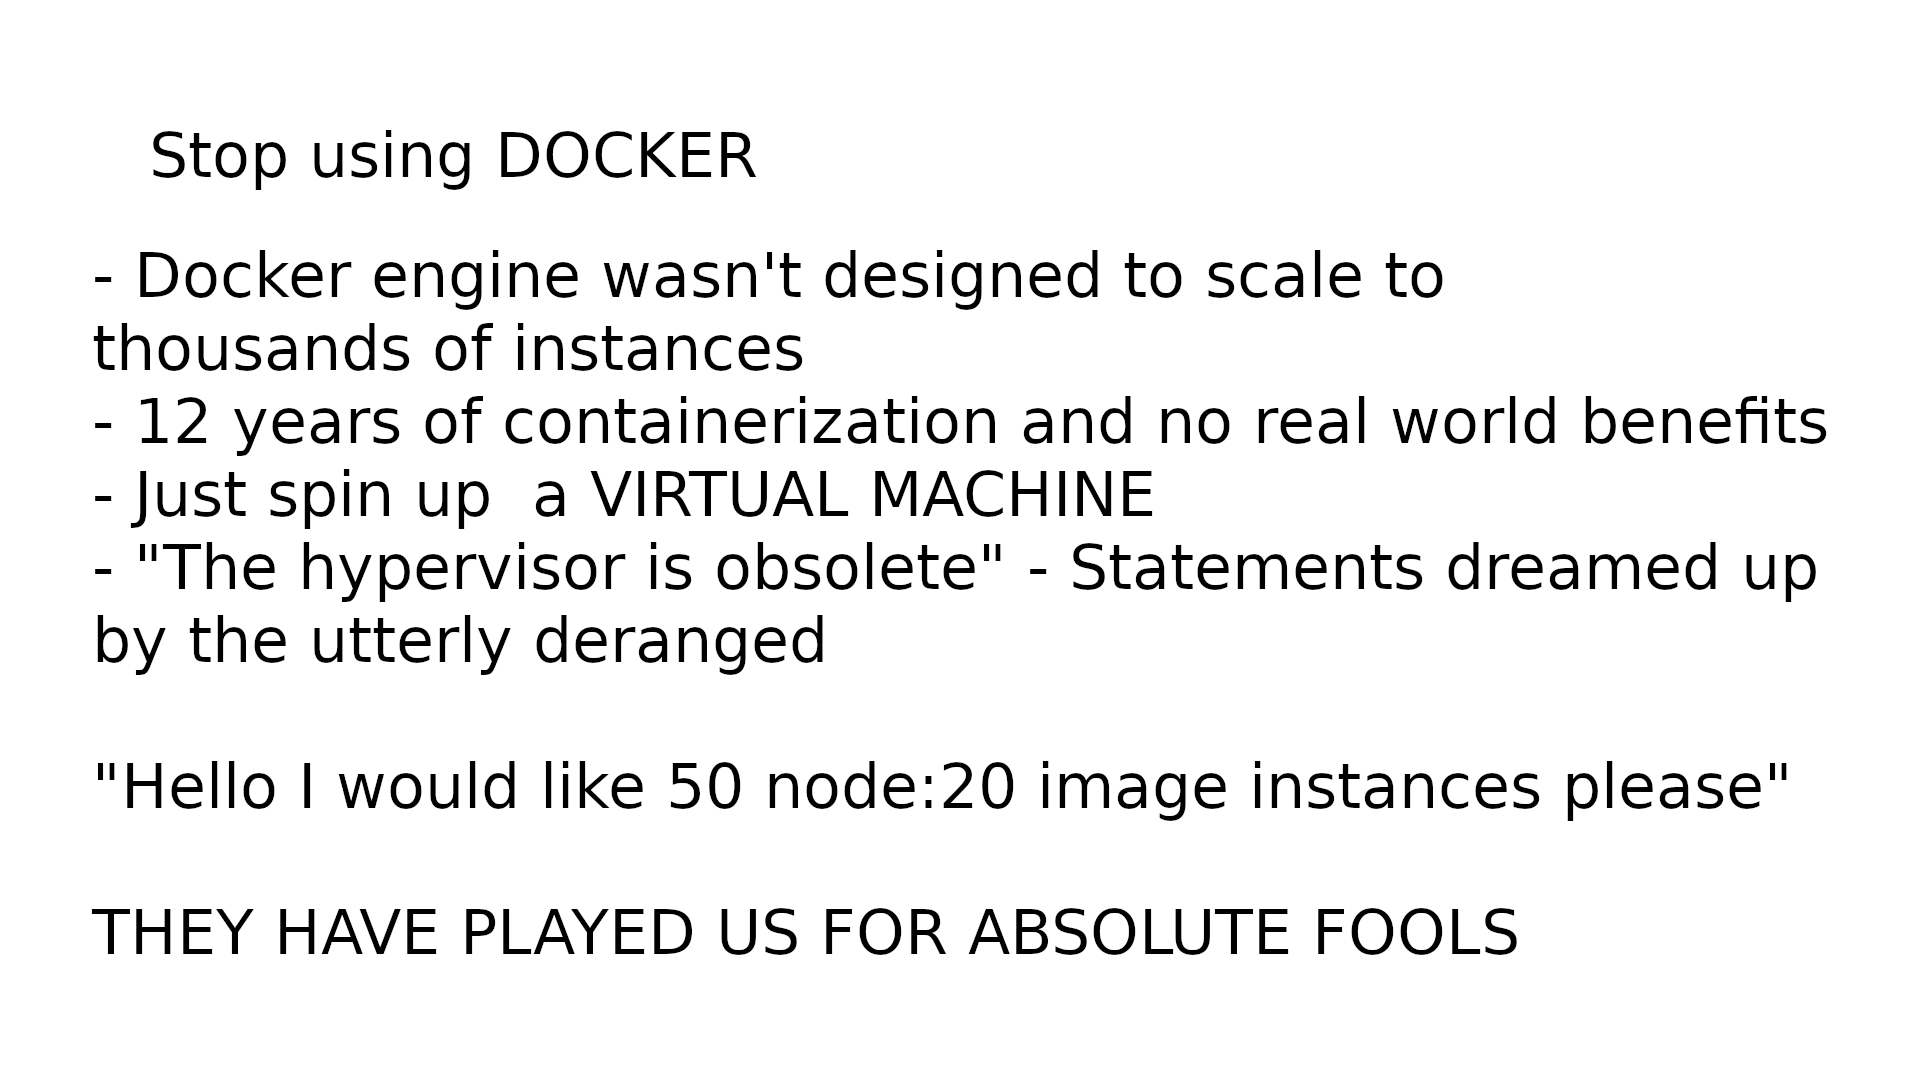 Stop using DOCKER
- Docker engine wasn't designed to scale to
thousands of instances
- 12 years of containerization and no real world benefits
- Just spin up  a VIRTUAL MACHINE
- "The hypervisor is obsolete" - Statements dreamed up
by the utterly deranged
"Hello I would like 50 node:20 image instances please"
THEY HAVE PLAYED US FOR ABSOLUTE FOOLS